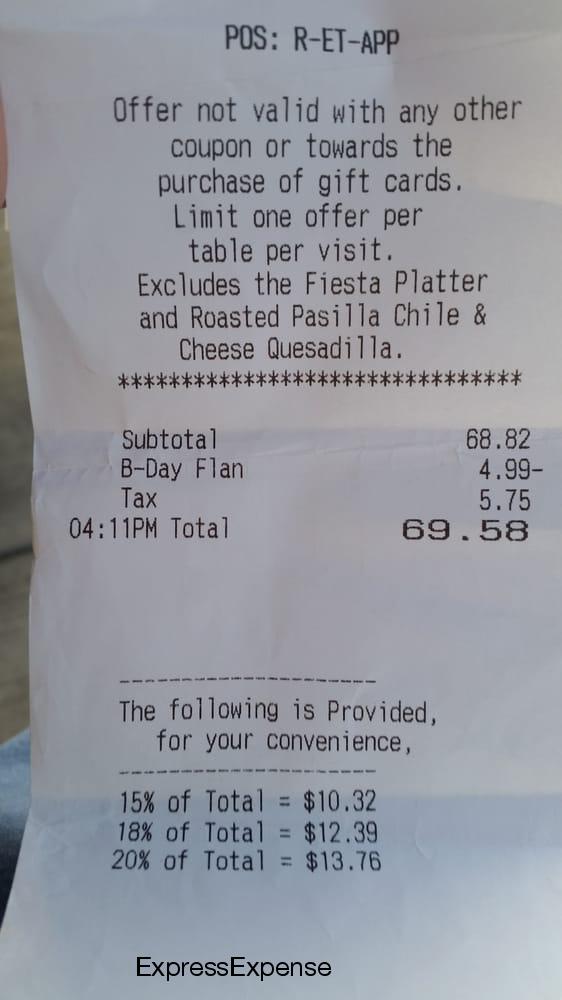 POS: R-ET-APP
Offer not valid with any other
coupon or towards the
purchase of gift cards.
Limit one offer per
table per visit.
Excludes the Fiesta Platter
and Roasted Pasilla Chile &
Cheese Quesadilla.
********************************
Subtotal 68.82
B-Day Flan 4.99-
Tax 5.75
04:11PM Total 69.58
---------------------
The following is Provided,
for your convenience,
---------------------
15% of Total = $10.32
18% of Total = $12.39
20% of Total = $13.76
ExpressExpense